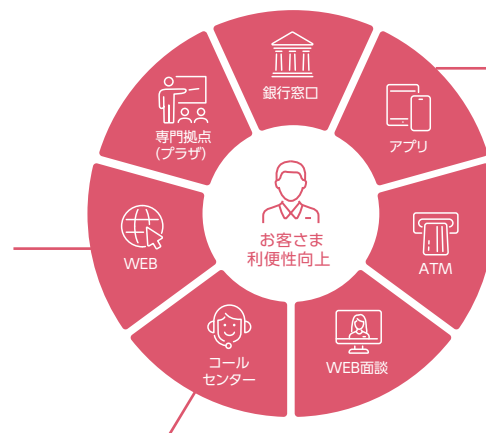 銀行窓口
アプリ
ATM
WEB面談
コール
センター
WEB
専門拠点
(プラザ)
お客さま
利便性向上